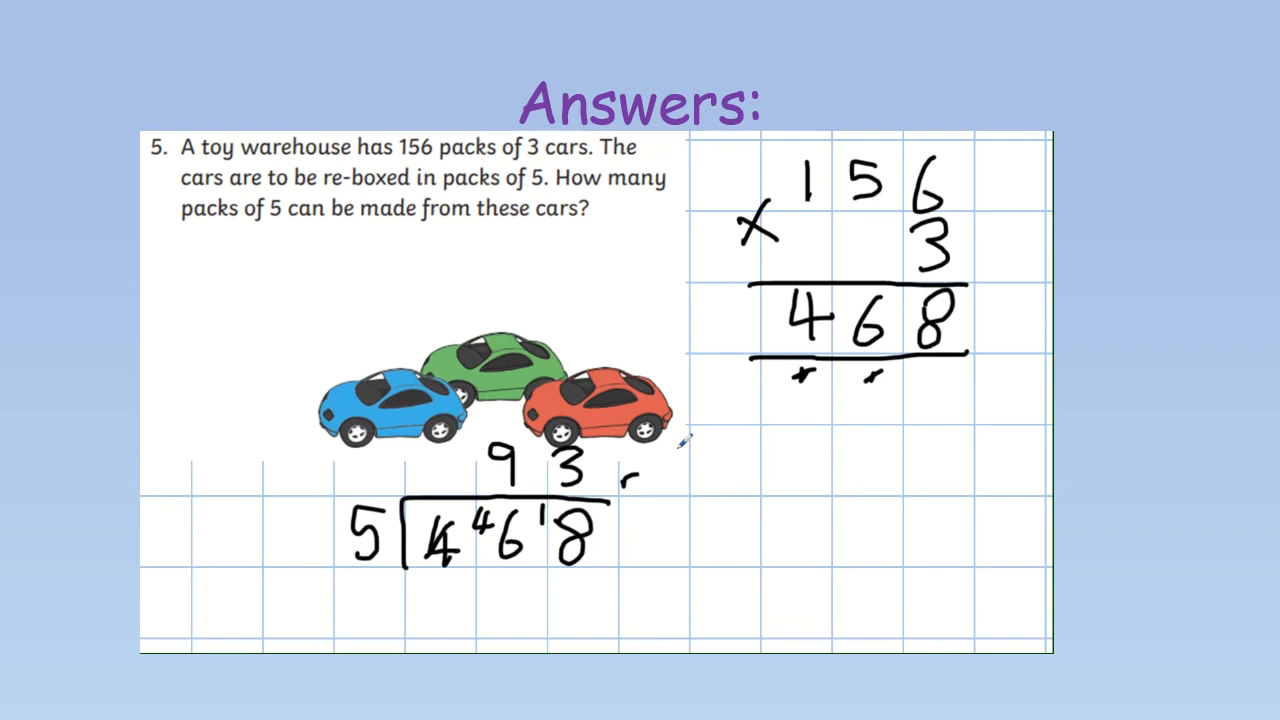 Answers:
5. A toy warehouse has 156 packs of 3 cars. The
cars are to be re-boxed in packs of 5. How many
packs of 5 can be made from these cars?
1 5 6
× 3
4 6 8
9 3 r
5 4 4 6 1 8